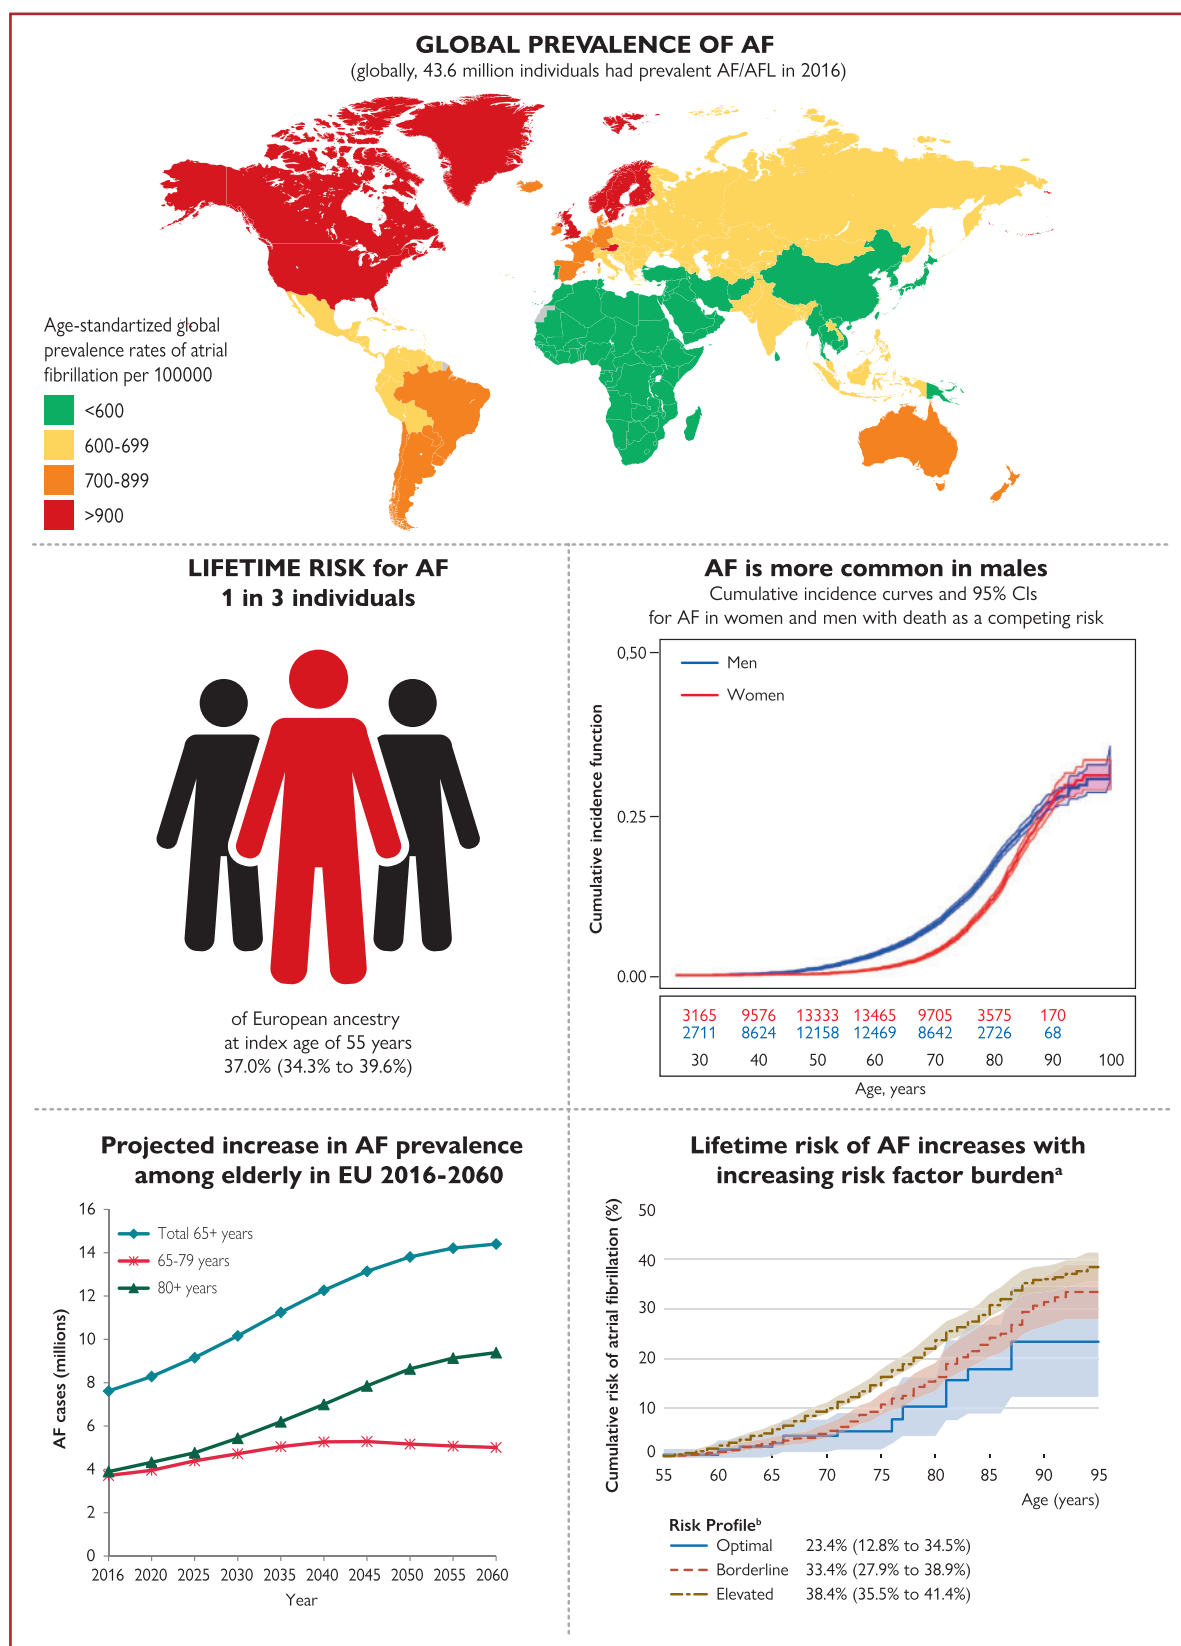 GLOBAL PREVALENCE OF AF
(globally, 43.6 million individuals had prevalent AF/AFL in 2016)
Age-standartized global
prevalence rates of atrial
fibrillation per 100000
<600
600-699
700-899
>900
LIFETIME RISK for AF
1 in 3 individuals
of European ancestry
at index age of 55 years
37.0% (34.3% to 39.6%)
AF is more common in males
Cumulative incidence curves and 95% CIs
for AF in women and men with death as a competing risk
Cumulative incidence function
0,50
0.25
0.00
Men
Women
3165 9576 13333 13465 9705 3575 170
2711 8624 12158 12469 8642 2726 68
30 40 50 60 70 80 90 100
Age, years
Projected increase in AF prevalence
among elderly in EU 2016-2060
AF cases (millions)
16
14
12
10
8
6
4
2
0
Total 65+ years
65-79 years
80+ years
2016 2020 2025 2030 2035 2040 2045 2050 2055 2060
Year
Lifetime risk of AF increases with
increasing risk factor burdenᵃ
Cumulative risk of atrial fibrillation (%)
50
40
30
20
10
0
55 60 65 70 75 80 85 90 95
Age (years)
Risk Profileᵇ
Optimal 23.4% (12.8% to 34.5%)
Borderline 33.4% (27.9% to 38.9%)
Elevated 38.4% (35.5% to 41.4%)